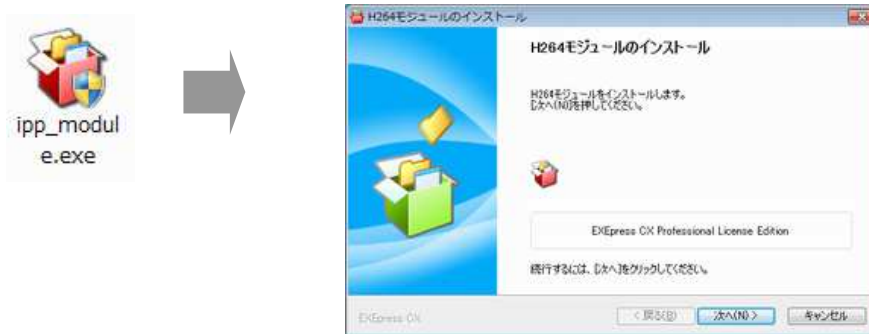 ipp_modul
e.exe
H264モジュールのインストール
H264モジュールのインストール
H264モジュールをインストールします。
[次へ(N)]を押してください。
EXEpress CX Professional License Edition
続行するには、[次へ]をクリックしてください。
EXEpress CX
< 戻る(B)
次へ(N) >
キャンセル